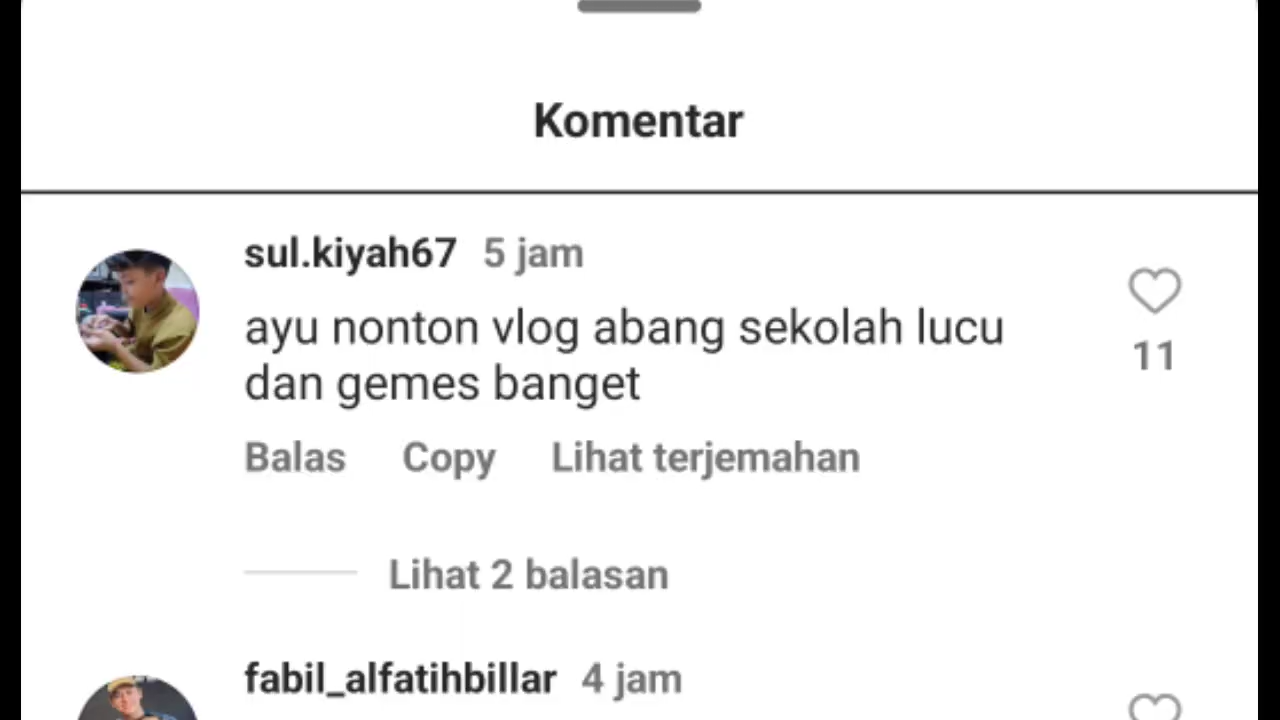 Komentar
sul.kiyah67 5 jam
ayu nonton vlog abang sekolah lucu
dan gemes banget
11
Balas Copy Lihat terjemahan
Lihat 2 balasan
fabil_alfatihbillar 4 jam